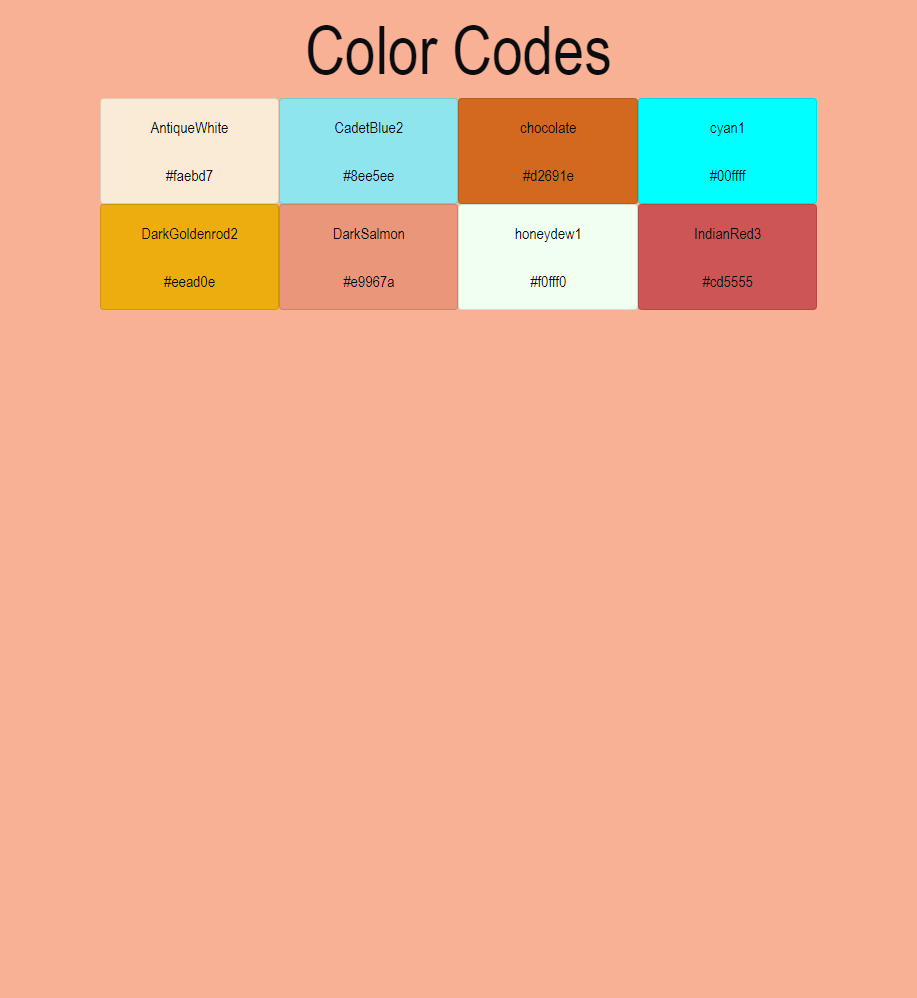 Color Codes
AntiqueWhite
#faebd7
CadetBlue2
#8ee5ee
chocolate
#d2691e
cyan1
#00ffff
DarkGoldenrod2
#eead0e
DarkSalmon
#e9967a
honeydew1
#f0fff0
IndianRed3
#cd5555